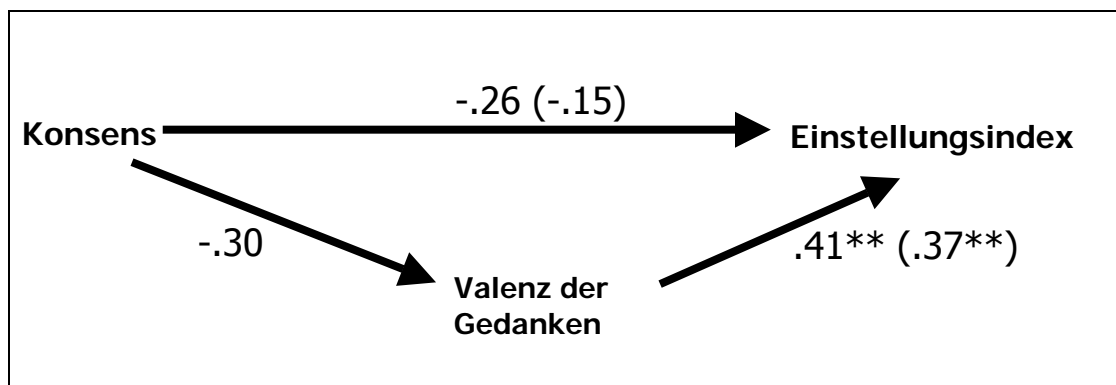 -.26 (-.15)
Konsens
Einstellungsindex
-.30
.41** (.37**)
Valenz der
Gedanken